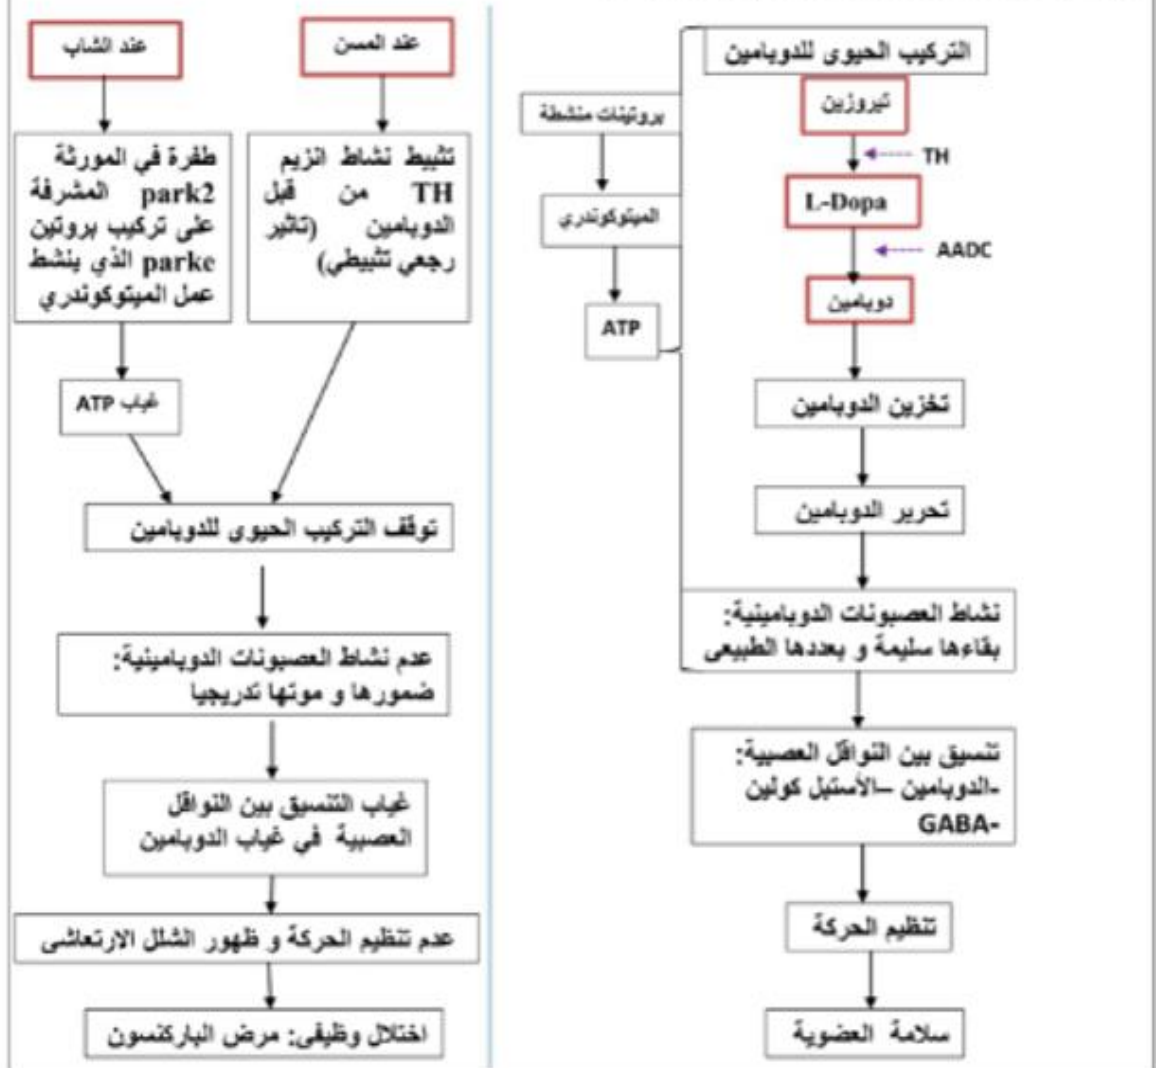 التركيب الحيوي للدوبامين
تيروزين
TH
L-Dopa
AADC
دوبامين
تخزين الدوبامين
تحرير الدوبامين
نشاط العصبونات الدوبامينية:
بقاءها سليمة و بعددها الطبيعي
تنسيق بين النواقل العصبية:
-الدوبامين –الأستيل كولين
GABA-
تنظيم الحركة
سلامة العضوية
بروتينات منشطة
الميتوكوندري
ATP
عند المسن
تثبيط نشاط انزيم
TH من قبل
الدوبامين (تاثير
رجعي تثبيطي)
عند الشاب
طفرة في المورثة
park2 المشرفة
على تركيب بروتين
parke الذي ينشط
عمل الميتوكوندري
غياب ATP
توقف التركيب الحيوي للدوبامين
عدم نشاط العصبونات الدوبامينية:
ضمورها و موتها تدريجيا
غياب التنسيق بين النواقل
العصبية في غياب الدوبامين
عدم تنظيم الحركة و ظهور الشلل الارتعاشي
اختلال وظيفي: مرض الباركنسون